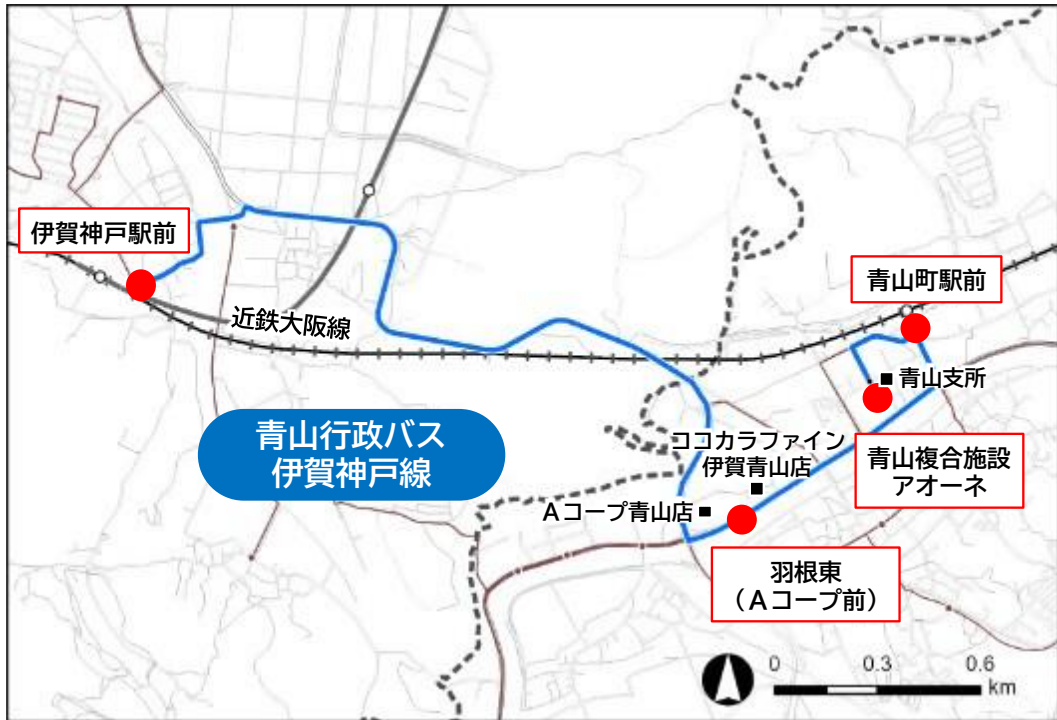 伊賀神戸駅前
青山町駅前
近鉄大阪線
青山支所
青山行政バス
伊賀神戸線
ココカラファイン
伊賀青山店
青山複合施設
アオーネ
Aコープ青山店
羽根東
（Aコープ前）
0 0.3 0.6
km